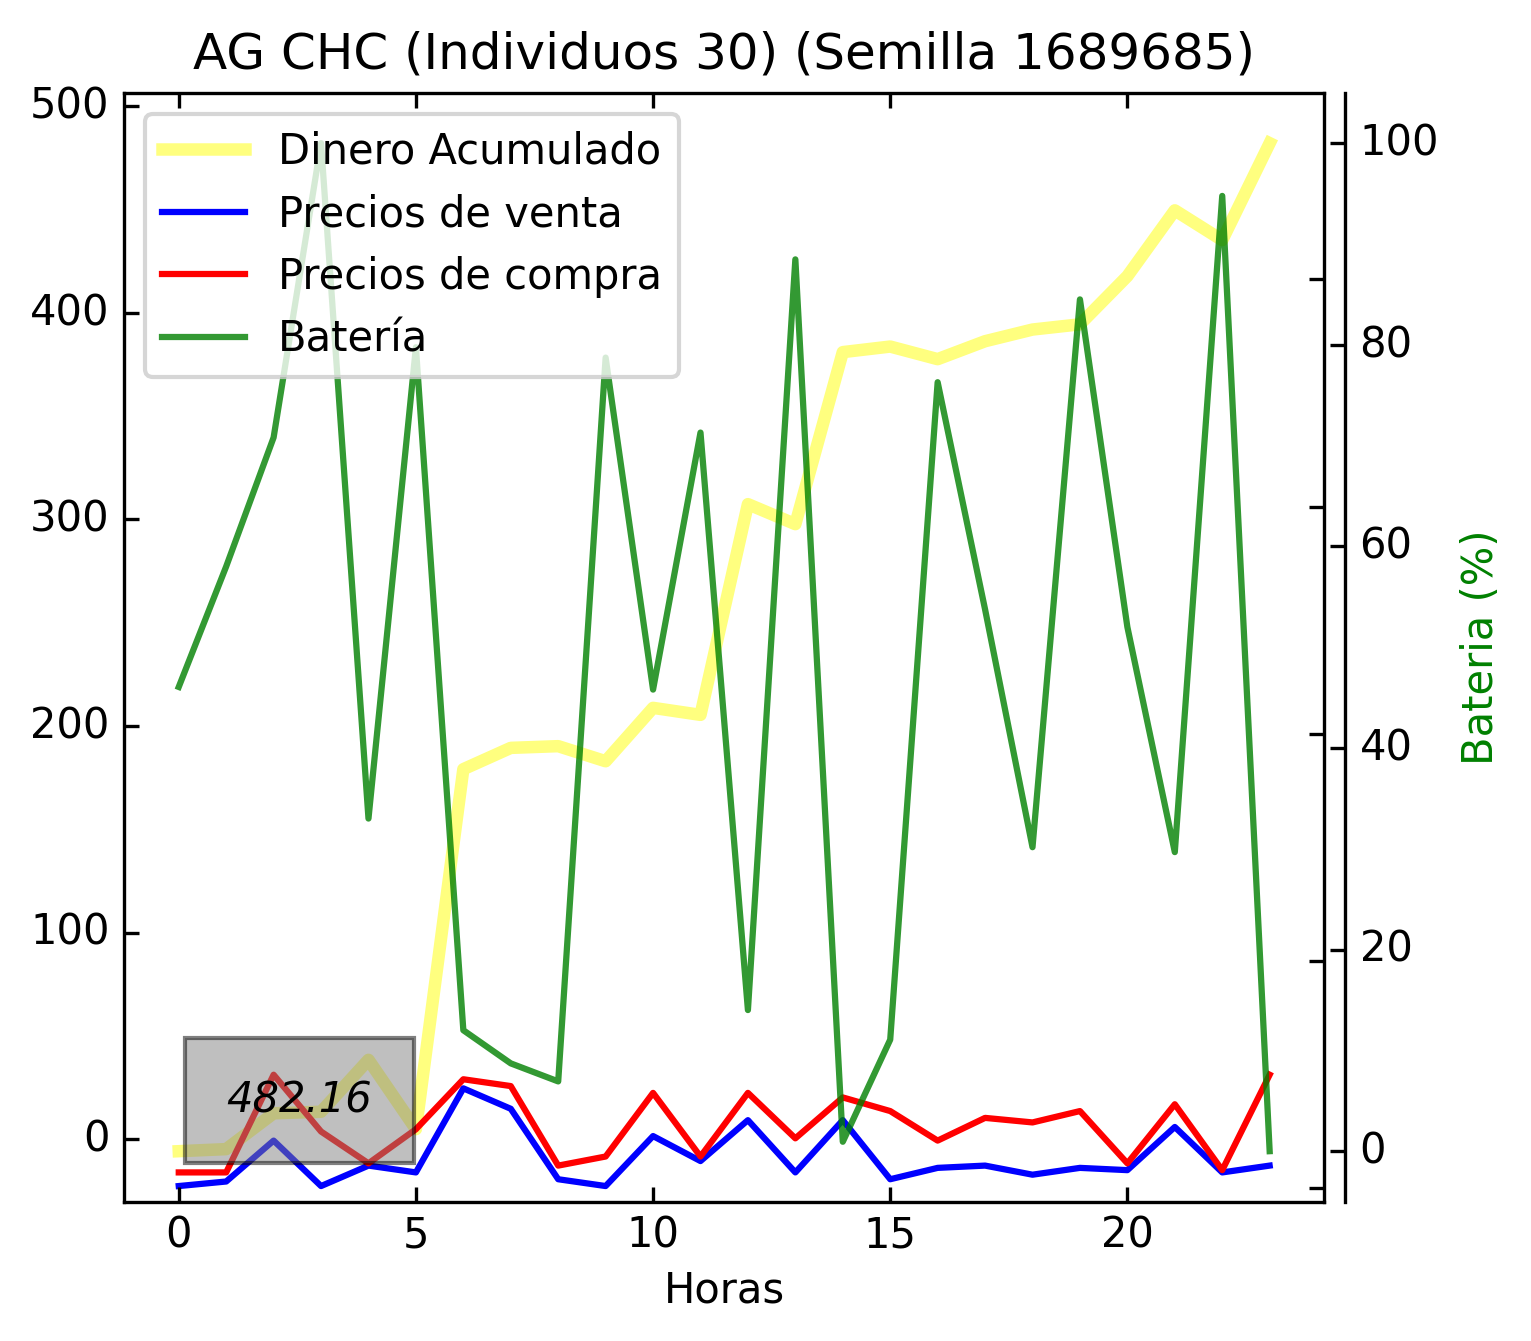 AG CHC (Individuos 30) (Semilla 1689685)
Dinero Acumulado
Precios de venta
Precios de compra
Batería
500
400
300
200
100
0
100
80
60
40
20
0
Bateria (%)
482.16
0 5 10 15 20
Horas